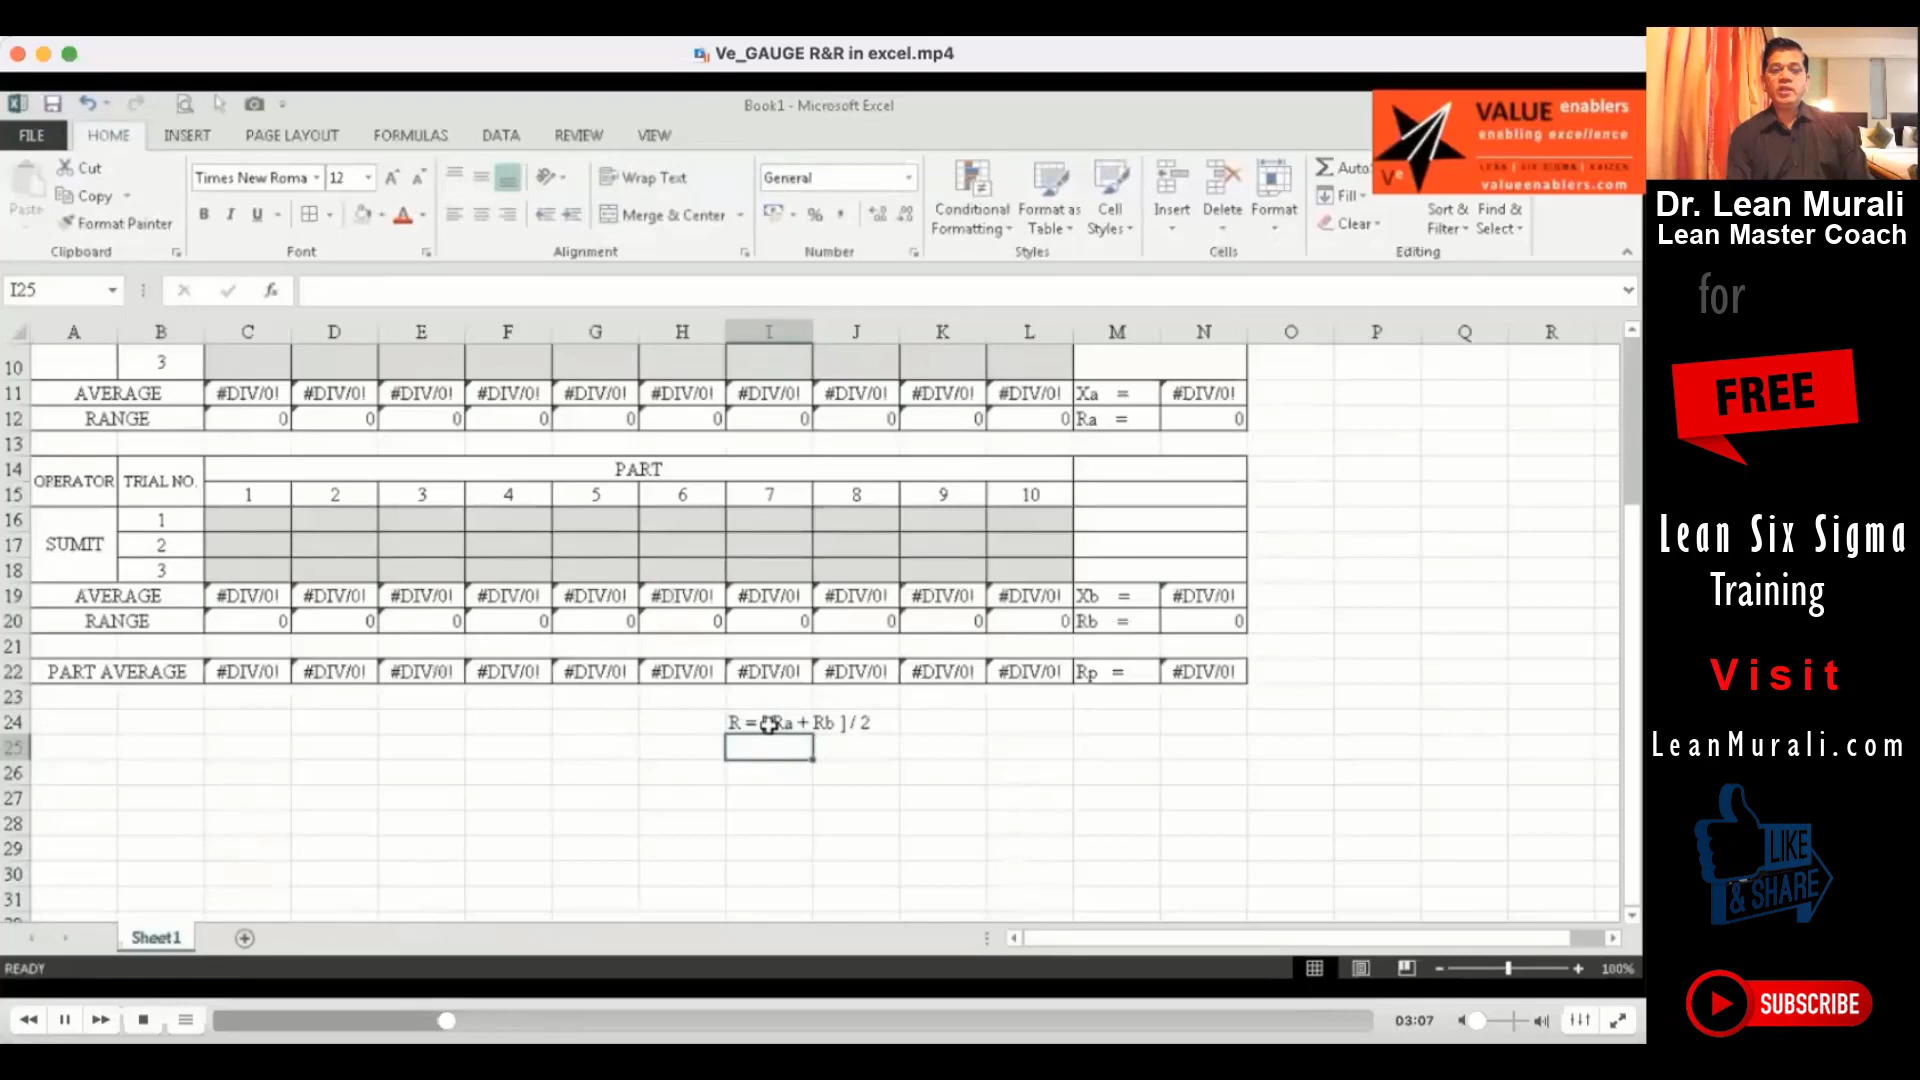 Ve_GAUGE R&R in excel.mp4
Book1 - Microsoft Excel
FILE HOME INSERT PAGE LAYOUT FORMULAS DATA REVIEW VIEW
Paste
Cut
Copy
Format Painter
Clipboard
Times New Roma 12
B I U
Font
Wrap Text
Merge & Center
Alignment
General
%
Number
Conditional Formatting
Format as Table
Cell Styles
Styles
Insert Delete Format
Cells
Auto
Fill
Clear
Sort & Filter
Find & Select
Editing
VALUE enablers
enabling excellence
LEAN | SIX SIGMA | KAIZEN
valueenablers.com
Ve
I25
fx
A B C D E F G H I J K L M N O P Q R
10 3
11 AVERAGE #DIV/0! #DIV/0! #DIV/0! #DIV/0! #DIV/0! #DIV/0! #DIV/0! #DIV/0! #DIV/0! #DIV/0! Xa = #DIV/0!
12 RANGE 0 0 0 0 0 0 0 0 0 0 Ra = 0
13
14 OPERATOR TRIAL NO. PART
15 1 2 3 4 5 6 7 8 9 10
16 1
17 SUMIT 2
18 3
19 AVERAGE #DIV/0! #DIV/0! #DIV/0! #DIV/0! #DIV/0! #DIV/0! #DIV/0! #DIV/0! #DIV/0! #DIV/0! Xb = #DIV/0!
20 RANGE 0 0 0 0 0 0 0 0 0 0 Rb = 0
21
22 PART AVERAGE #DIV/0! #DIV/0! #DIV/0! #DIV/0! #DIV/0! #DIV/0! #DIV/0! #DIV/0! #DIV/0! #DIV/0! Rp = #DIV/0!
23
24 R = [ Ra + Rb ] / 2
25
26
27
28
29
30
31
Sheet1
READY
100%
03:07
Dr. Lean Murali
Lean Master Coach
for
FREE
Lean Six Sigma
Training
Visit
LeanMurali.com
LIKE
& SHARE
SUBSCRIBE